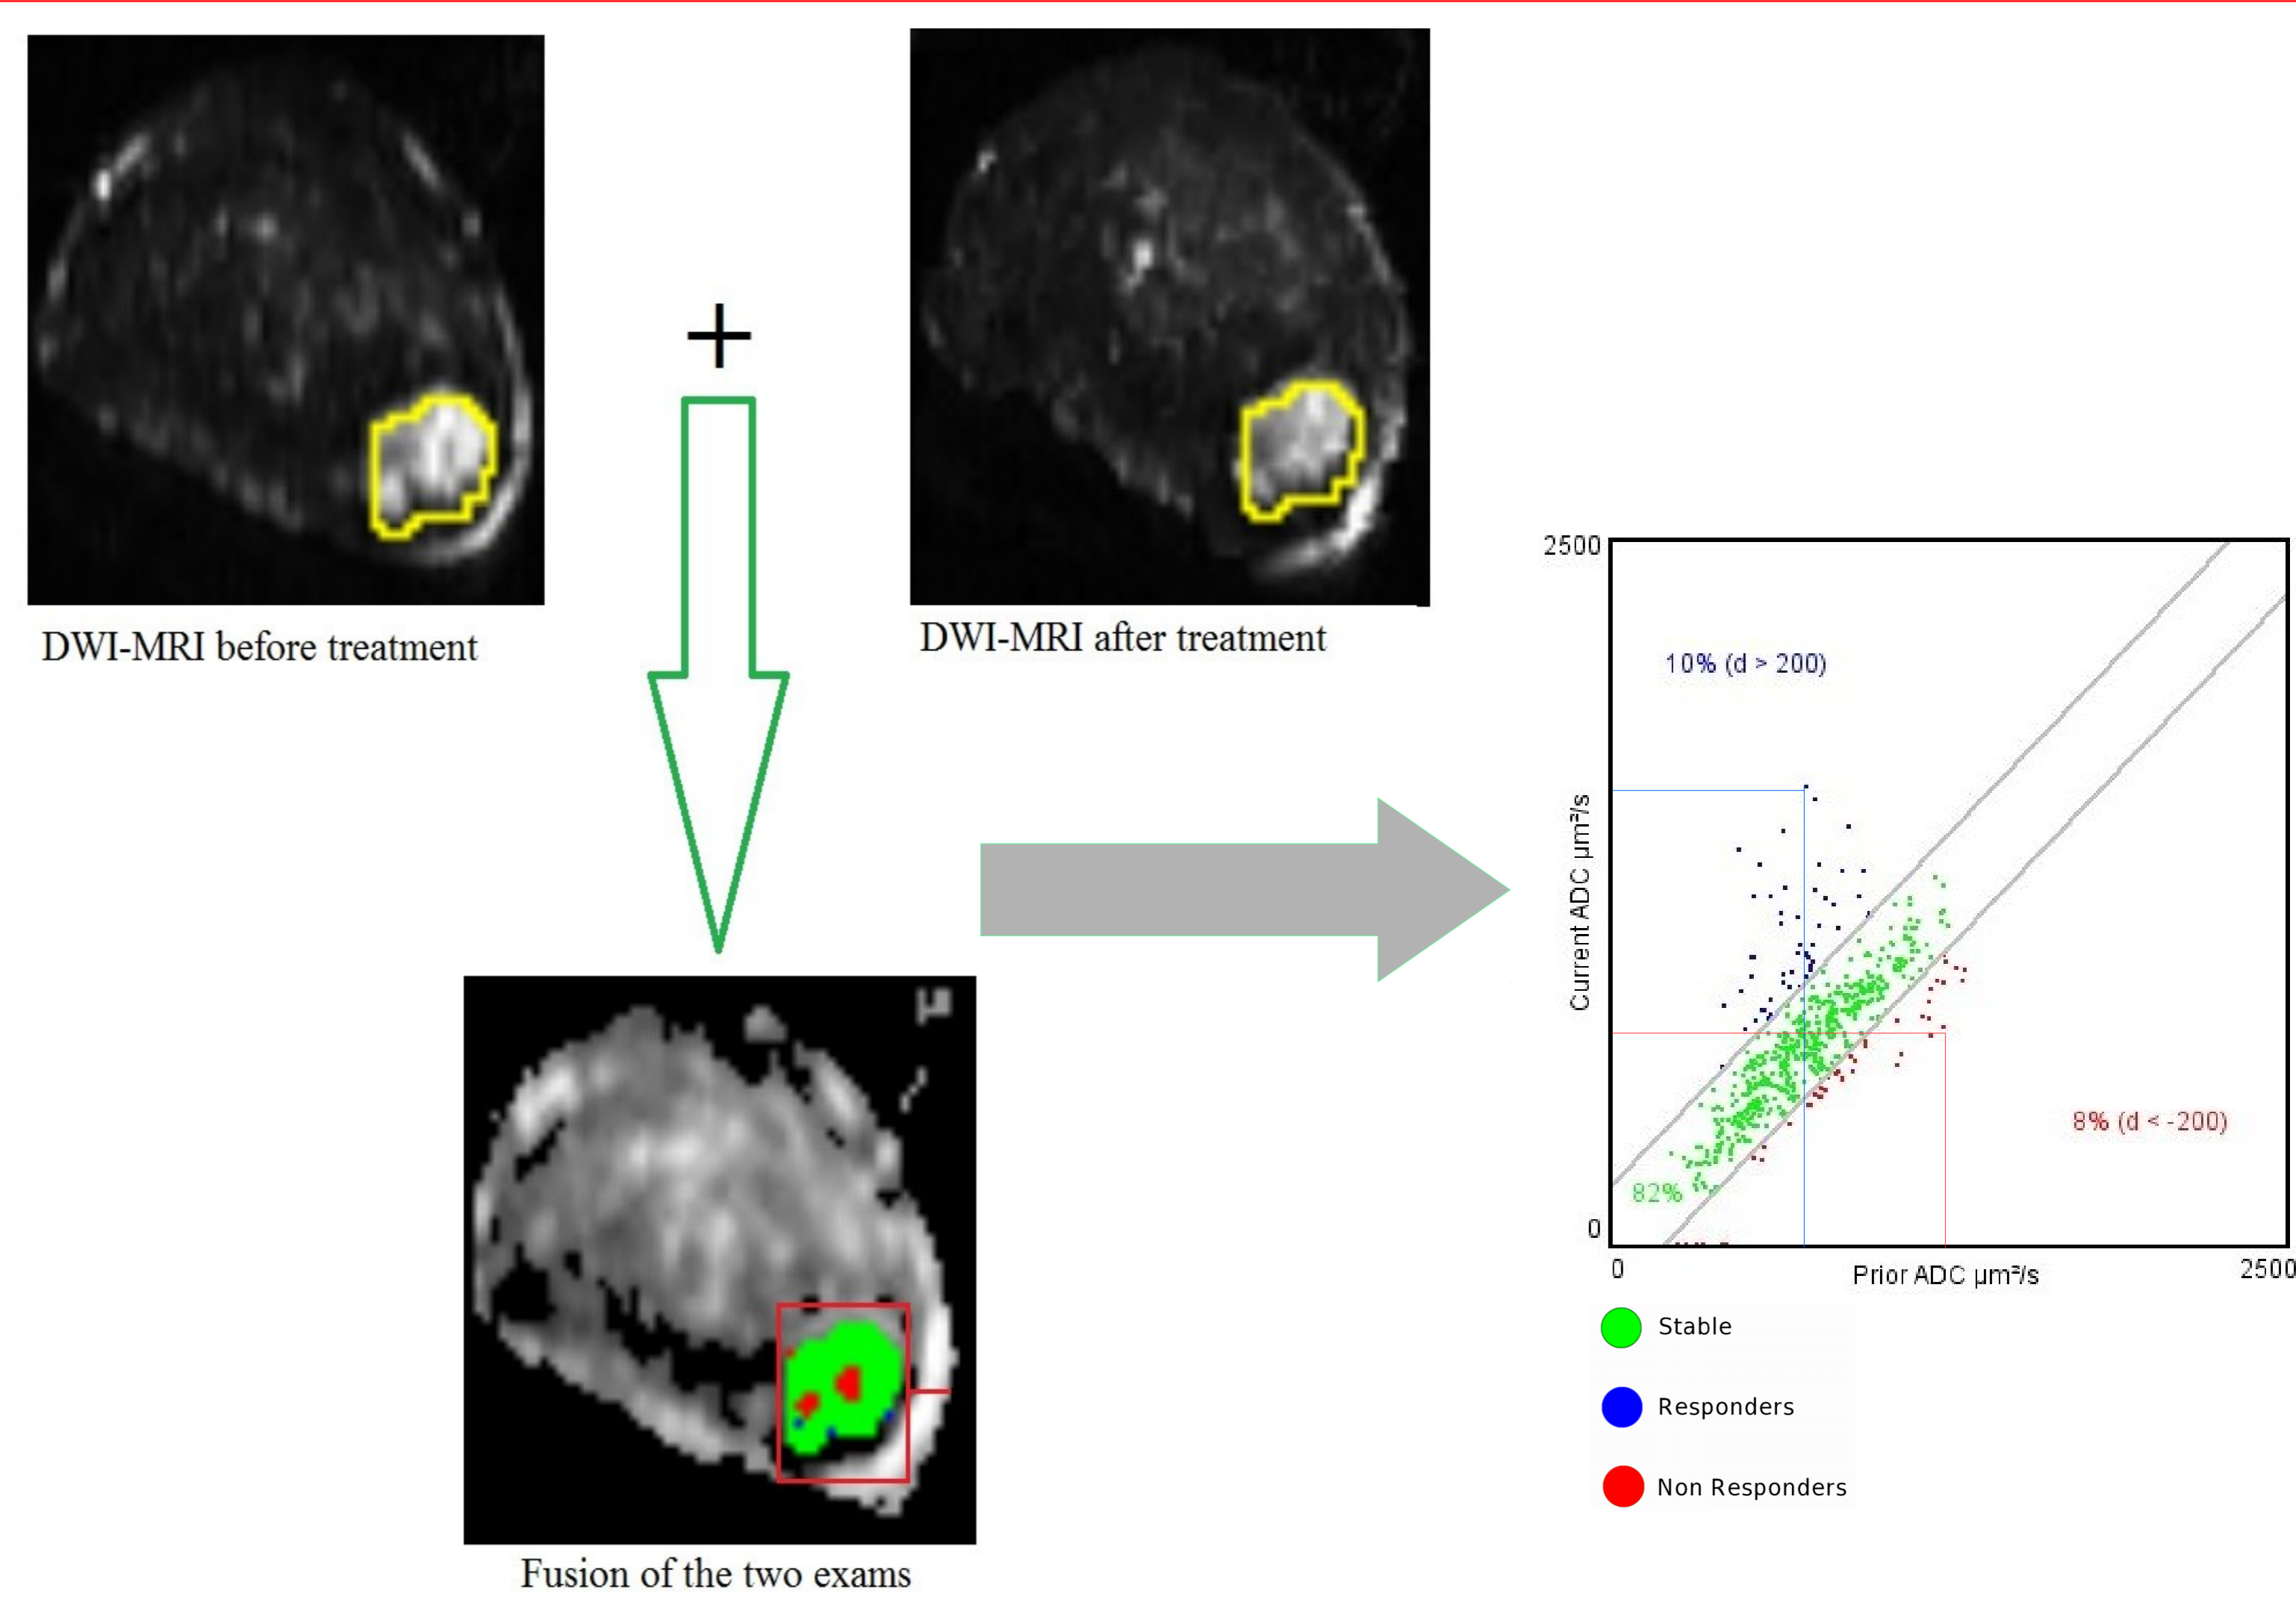 +
DWI-MRI before treatment
DWI-MRI after treatment
2500
10% (d > 200)
Current ADC µm²/s
8% (d < -200)
82%
0
0
Prior ADC µm²/s
2500
Stable
Responders
Non Responders
Fusion of the two exams